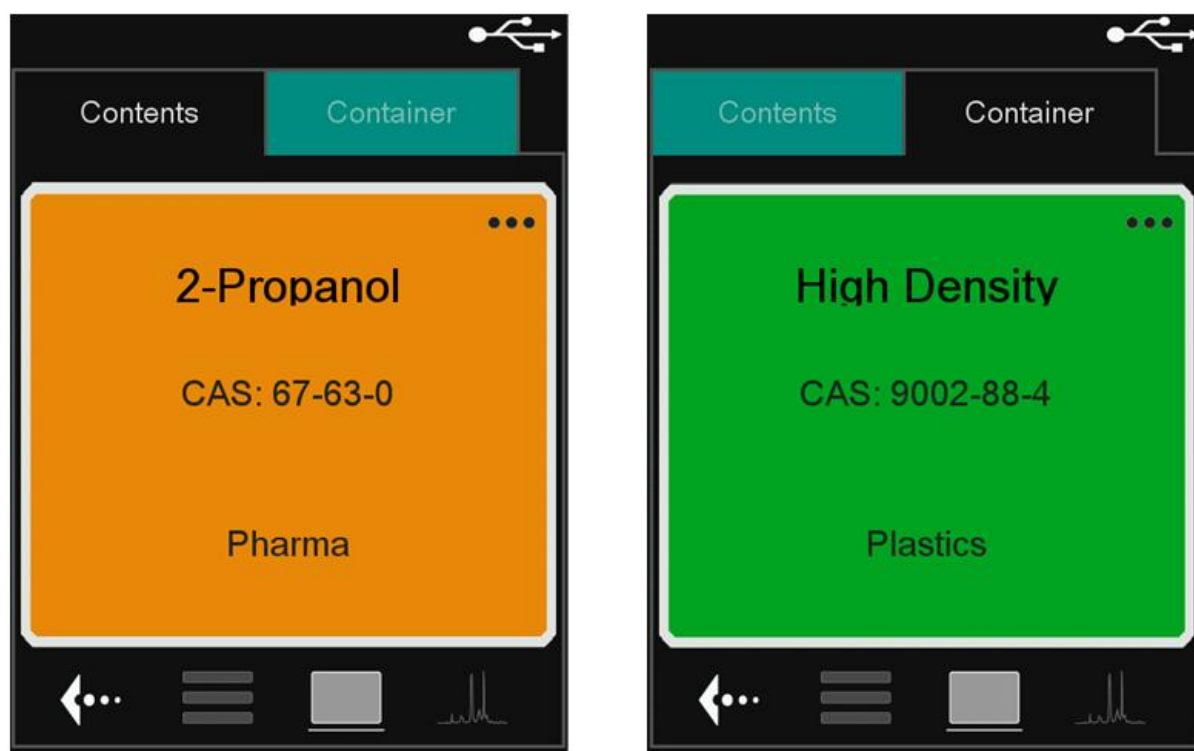 Contents Container
2-Propanol
CAS: 67-63-0
Pharma
Contents Container
High Density
CAS: 9002-88-4
Plastics